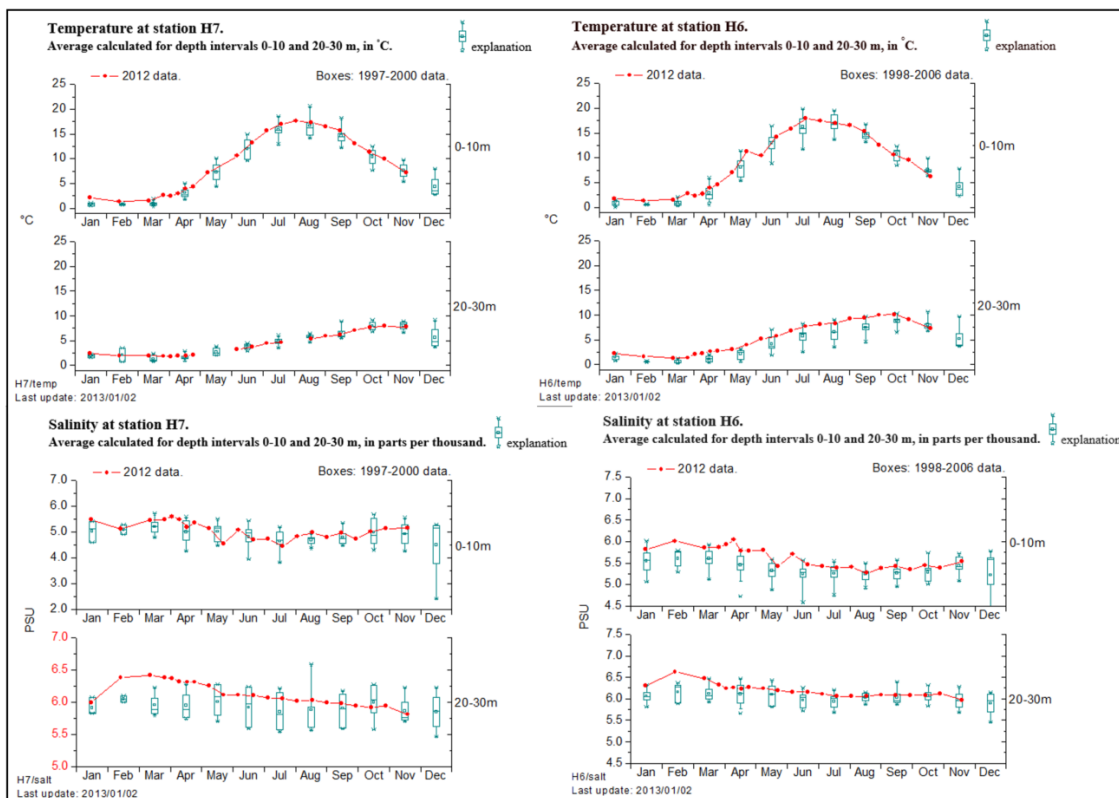 Temperature at station H7.
Average calculated for depth intervals 0-10 and 20-30 m, in °C.
explanation
2012 data.
Boxes: 1997-2000 data.
25
20
15
10
5
0
Jan Feb Mar Apr May Jun Jul Aug Sep Oct Nov Dec
0-10m
°C
25
20
15
10
5
0
Jan Feb Mar Apr May Jun Jul Aug Sep Oct Nov Dec
20-30m
H7/temp
Last update: 2013/01/02
Temperature at station H6.
Average calculated for depth intervals 0-10 and 20-30 m, in °C.
explanation
2012 data.
Boxes: 1998-2006 data.
25
20
15
10
5
0
Jan Feb Mar Apr May Jun Jul Aug Sep Oct Nov Dec
0-10m
°C
25
20
15
10
5
0
Jan Feb Mar Apr May Jun Jul Aug Sep Oct Nov Dec
20-30m
H6/temp
Last update: 2013/01/02
Salinity at station H7.
Average calculated for depth intervals 0-10 and 20-30 m, in parts per thousand.
explanation
2012 data.
Boxes: 1997-2000 data.
7.0
6.0
5.0
4.0
3.0
2.0
Jan Feb Mar Apr May Jun Jul Aug Sep Oct Nov Dec
0-10m
PSU
7.0
6.5
6.0
5.5
5.0
Jan Feb Mar Apr May Jun Jul Aug Sep Oct Nov Dec
20-30m
H7/salt
Last update: 2013/01/02
Salinity at station H6.
Average calculated for depth intervals 0-10 and 20-30 m, in parts per thousand.
explanation
2012 data.
Boxes: 1998-2006 data.
7.5
7.0
6.5
6.0
5.5
5.0
4.5
Jan Feb Mar Apr May Jun Jul Aug Sep Oct Nov Dec
0-10m
PSU
7.5
7.0
6.5
6.0
5.5
5.0
4.5
Jan Feb Mar Apr May Jun Jul Aug Sep Oct Nov Dec
20-30m
H6/salt
Last update: 2013/01/02